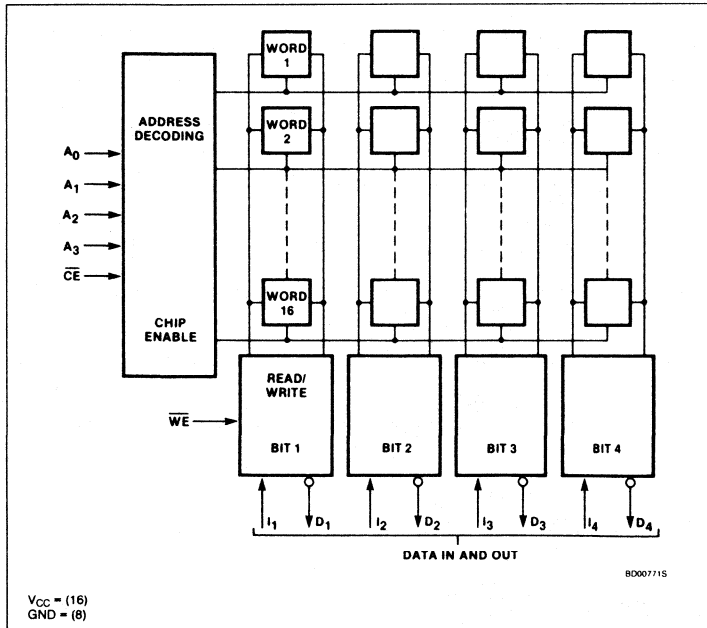 WORD
1
ADDRESS
DECODING
WORD
2
A0
A1
A2
A3
CE
WORD
16
CHIP
ENABLE
READ/
WRITE
WE
BIT 1
BIT 2
BIT 3
BIT 4
I1
D1
I2
D2
I3
D3
I4
D4
DATA IN AND OUT
BD00771S
VCC = (16)
GND = (8)